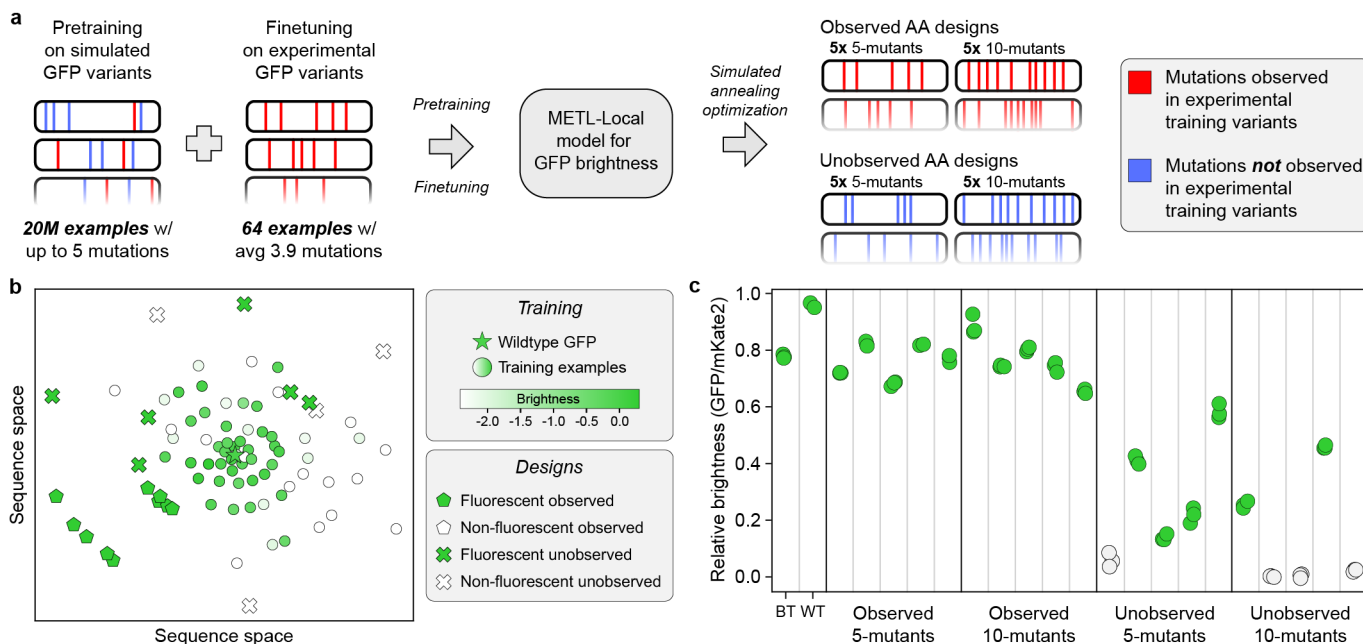 a
Pretraining
on simulated
GFP variants
20M examples w/
up to 5 mutations
Finetuning
on experimental
GFP variants
64 examples w/
avg 3.9 mutations
Pretraining
Finetuning
METL-Local
model for
GFP brightness
Simulated
annealing
optimization
Observed AA designs
5x 5-mutants
5x 10-mutants
Unobserved AA designs
5x 5-mutants
5x 10-mutants
Mutations observed
in experimental
training variants
Mutations not observed
in experimental
training variants
b
Sequence space
Sequence space
Training
Wildtype GFP
Training examples
Brightness
-2.0 -1.5 -1.0 -0.5 0.0
Designs
Fluorescent observed
Non-fluorescent observed
Fluorescent unobserved
Non-fluorescent unobserved
c
Relative brightness (GFP/mKate2)
1.0
0.8
0.6
0.4
0.2
0.0
BT WT
Observed
5-mutants
Observed
10-mutants
Unobserved
5-mutants
Unobserved
10-mutants